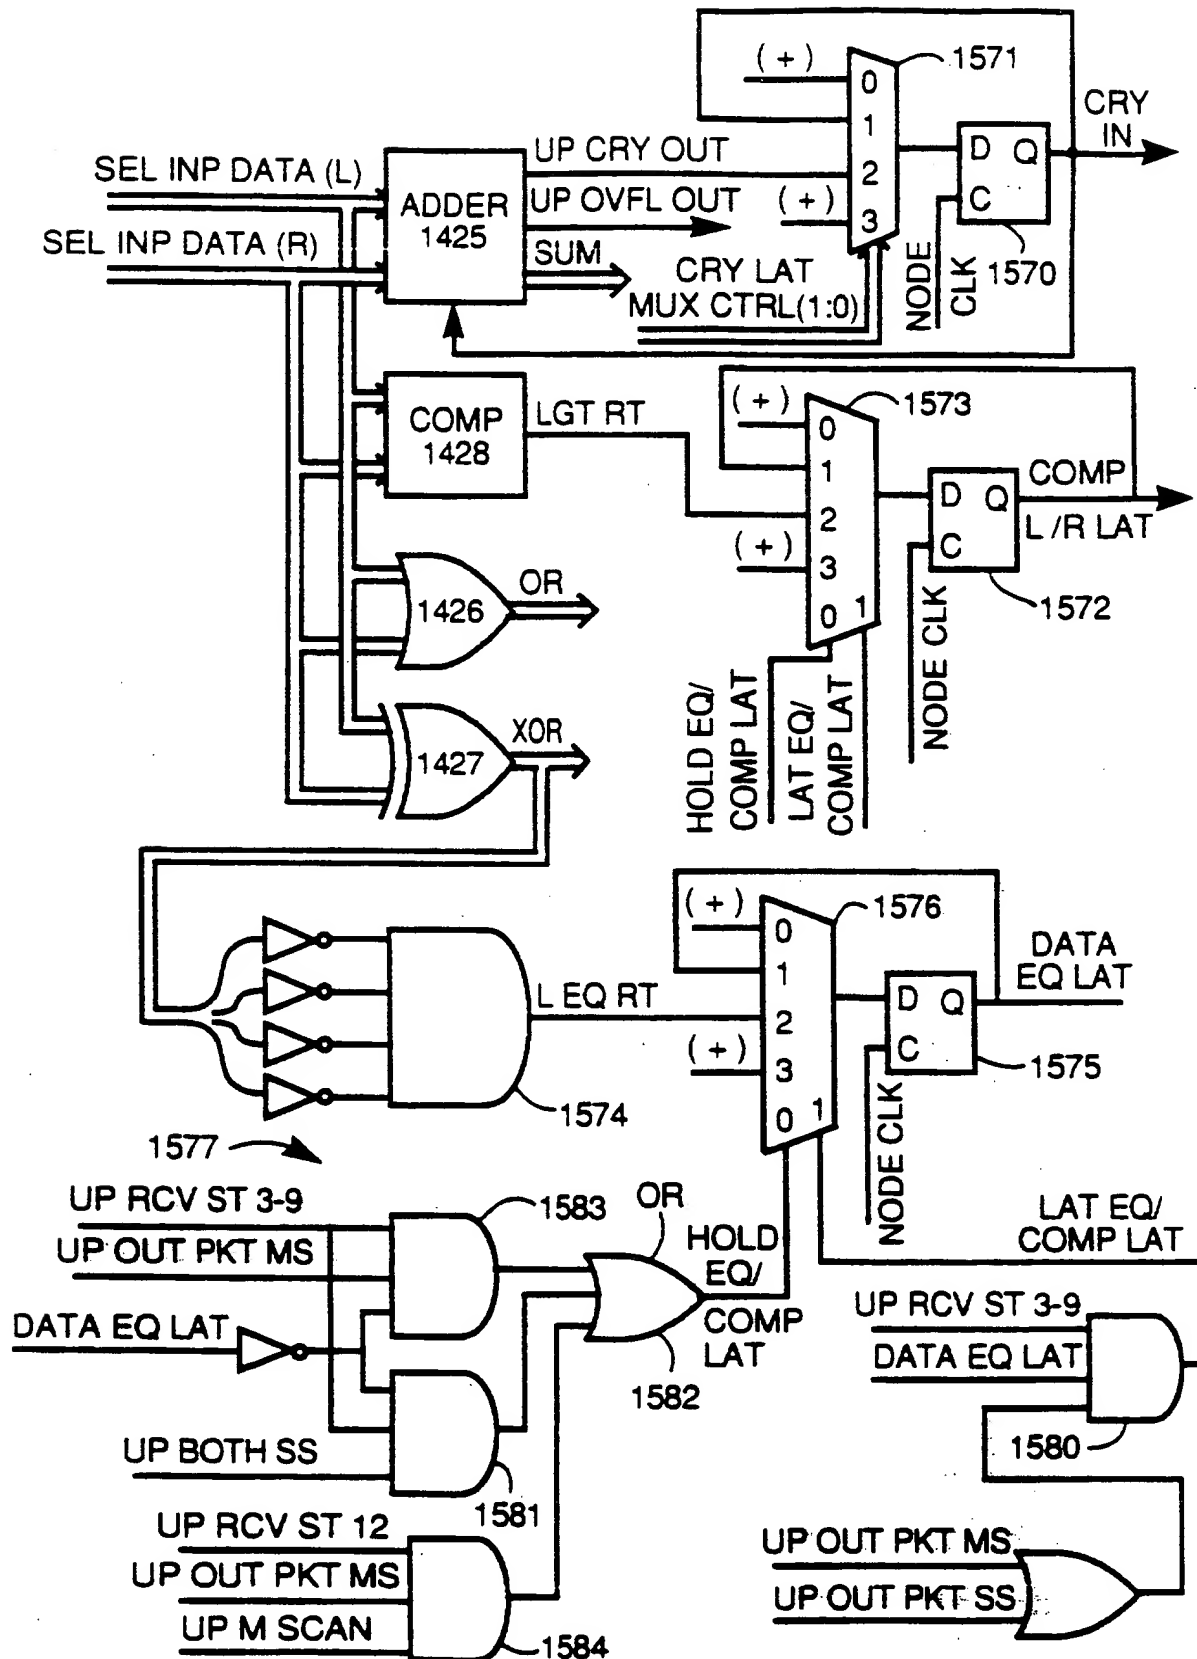 ( + )
0
1571
1
CRY
IN
SEL INP DATA (L)
UP CRY OUT
D Q
ADDER
1425
2
UP OVFL OUT
( + )
C
SEL INP DATA (R)
3
SUM
1570
CRY LAT
MUX CTRL(1:0)
NODE
CLK
( + )
1573
COMP
1428
LGT RT
0
1
D Q
COMP
L /R LAT
2
( + )
C
3
1426
OR
1572
0 1
1427
XOR
HOLD EQ/
COMP LAT
LAT EQ/
COMP LAT
NODE CLK
( + )
1576
0
DATA
EQ LAT
1
D Q
L EQ RT
2
( + )
C
3
1575
1574
0 1
NODE CLK
1577
UP RCV ST 3-9
1583
OR
UP OUT PKT MS
HOLD
EQ/
COMP
LAT
LAT EQ/
COMP LAT
DATA EQ LAT
UP RCV ST 3-9
DATA EQ LAT
1582
1580
UP BOTH SS
1581
UP RCV ST 12
UP OUT PKT MS
UP M SCAN
1584
UP OUT PKT MS
UP OUT PKT SS